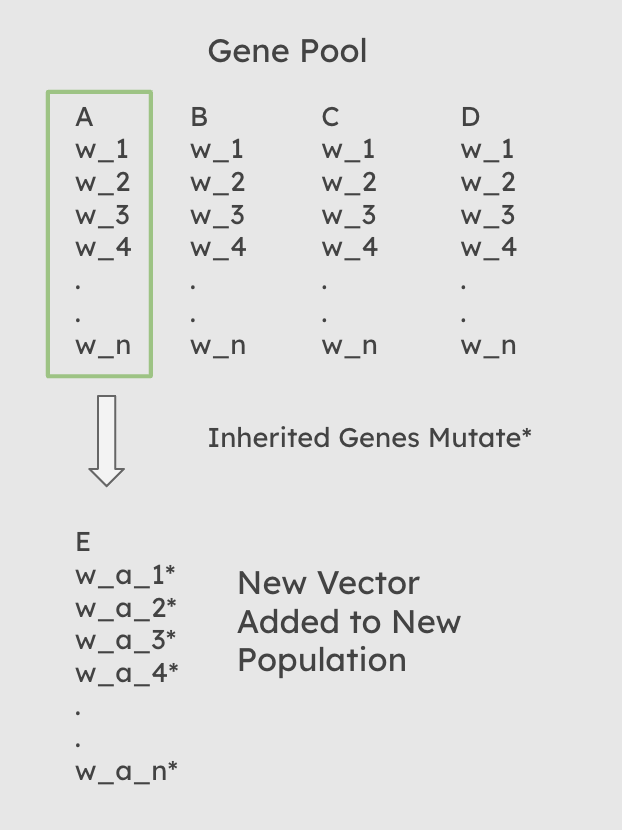 Gene Pool
A B C D
w_1 w_1 w_1 w_1
w_2 w_2 w_2 w_2
w_3 w_3 w_3 w_3
w_4 w_4 w_4 w_4
. . . .
. . . .
w_n w_n w_n w_n
Inherited Genes Mutate*
E
w_a_1*
w_a_2*
w_a_3*
w_a_4*
.
.
w_a_n*
New Vector
Added to New
Population